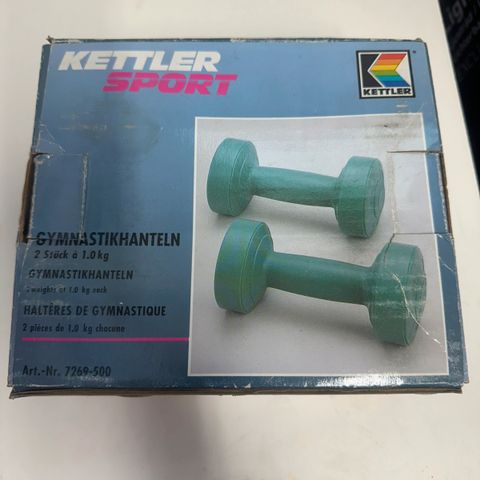 KETTLER
SPORT
KETTLER
GYMNASTIKHANTELN
2 Stück à 1.0 kg
GYMNASTIKHANTELN
2 weights of 1.0 kg each
HALTÈRES DE GYMNASTIQUE
2 pièces de 1,0 kg chacune
Art.-Nr. 7269-500